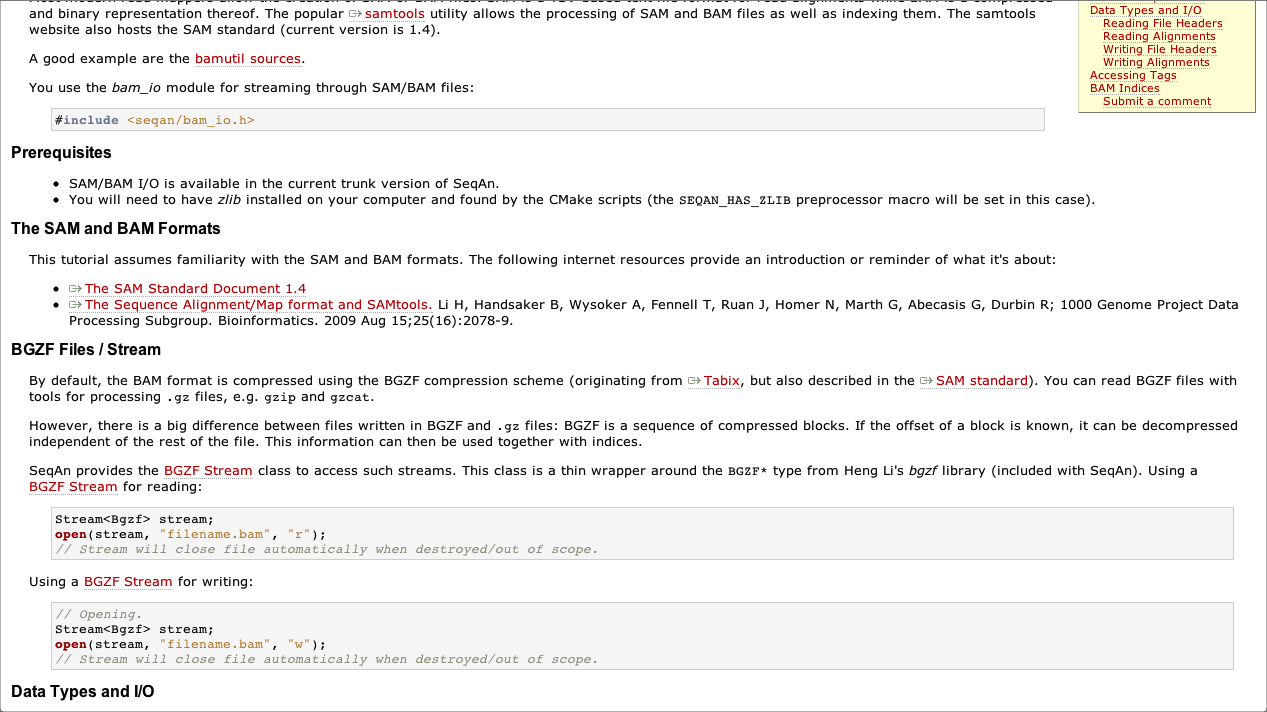 and binary representation thereof. The popular samtools utility allows the processing of SAM and BAM files as well as indexing them. The samtools
website also hosts the SAM standard (current version is 1.4).
A good example are the bamutil sources.
You use the bam_io module for streaming through SAM/BAM files:
#include <seqan/bam_io.h>
Data Types and I/O
Reading File Headers
Reading Alignments
Writing File Headers
Writing Alignments
Accessing Tags
BAM Indices
Submit a comment
Prerequisites
• SAM/BAM I/O is available in the current trunk version of SeqAn.
• You will need to have zlib installed on your computer and found by the CMake scripts (the SEQAN_HAS_ZLIB preprocessor macro will be set in this case).
The SAM and BAM Formats
This tutorial assumes familiarity with the SAM and BAM formats. The following internet resources provide an introduction or reminder of what it's about:
• The SAM Standard Document 1.4
• The Sequence Alignment/Map format and SAMtools. Li H, Handsaker B, Wysoker A, Fennell T, Ruan J, Homer N, Marth G, Abecasis G, Durbin R; 1000 Genome Project Data
Processing Subgroup. Bioinformatics. 2009 Aug 15;25(16):2078-9.
BGZF Files / Stream
By default, the BAM format is compressed using the BGZF compression scheme (originating from Tabix, but also described in the SAM standard). You can read BGZF files with
tools for processing .gz files, e.g. gzip and gzcat.
However, there is a big difference between files written in BGZF and .gz files: BGZF is a sequence of compressed blocks. If the offset of a block is known, it can be decompressed
independent of the rest of the file. This information can then be used together with indices.
SeqAn provides the BGZF Stream class to access such streams. This class is a thin wrapper around the BGZF* type from Heng Li's bgzf library (included with SeqAn). Using a
BGZF Stream for reading:
Stream<Bgzf> stream;
open(stream, "filename.bam", "r");
// Stream will close file automatically when destroyed/out of scope.
Using a BGZF Stream for writing:
// Opening.
Stream<Bgzf> stream;
open(stream, "filename.bam", "w");
// Stream will close file automatically when destroyed/out of scope.
Data Types and I/O